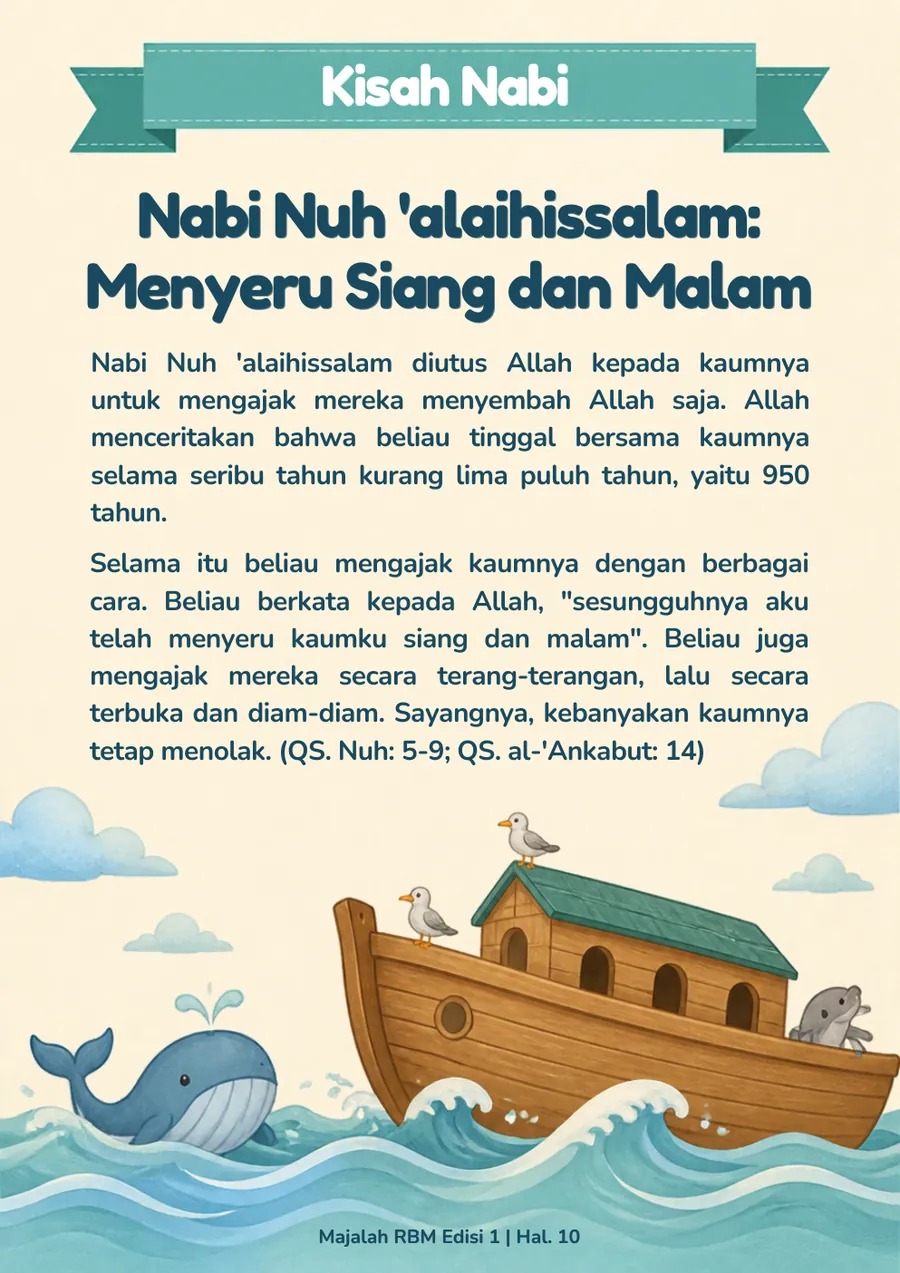 Kisah Nabi
Nabi Nuh 'alaihissalam:
Menyeru Siang dan Malam
Nabi Nuh 'alaihissalam diutus Allah kepada kaumnya
untuk mengajak mereka menyembah Allah saja. Allah
menceritakan bahwa beliau tinggal bersama kaumnya
selama seribu tahun kurang lima puluh tahun, yaitu 950
tahun.
Selama itu beliau mengajak kaumnya dengan berbagai
cara. Beliau berkata kepada Allah, "sesungguhnya aku
telah menyeru kaumku siang dan malam". Beliau juga
mengajak mereka secara terang-terangan, lalu secara
terbuka dan diam-diam. Sayangnya, kebanyakan kaumnya
tetap menolak. (QS. Nuh: 5-9; QS. al-'Ankabut: 14)
Majalah RBM Edisi 1 | Hal. 10